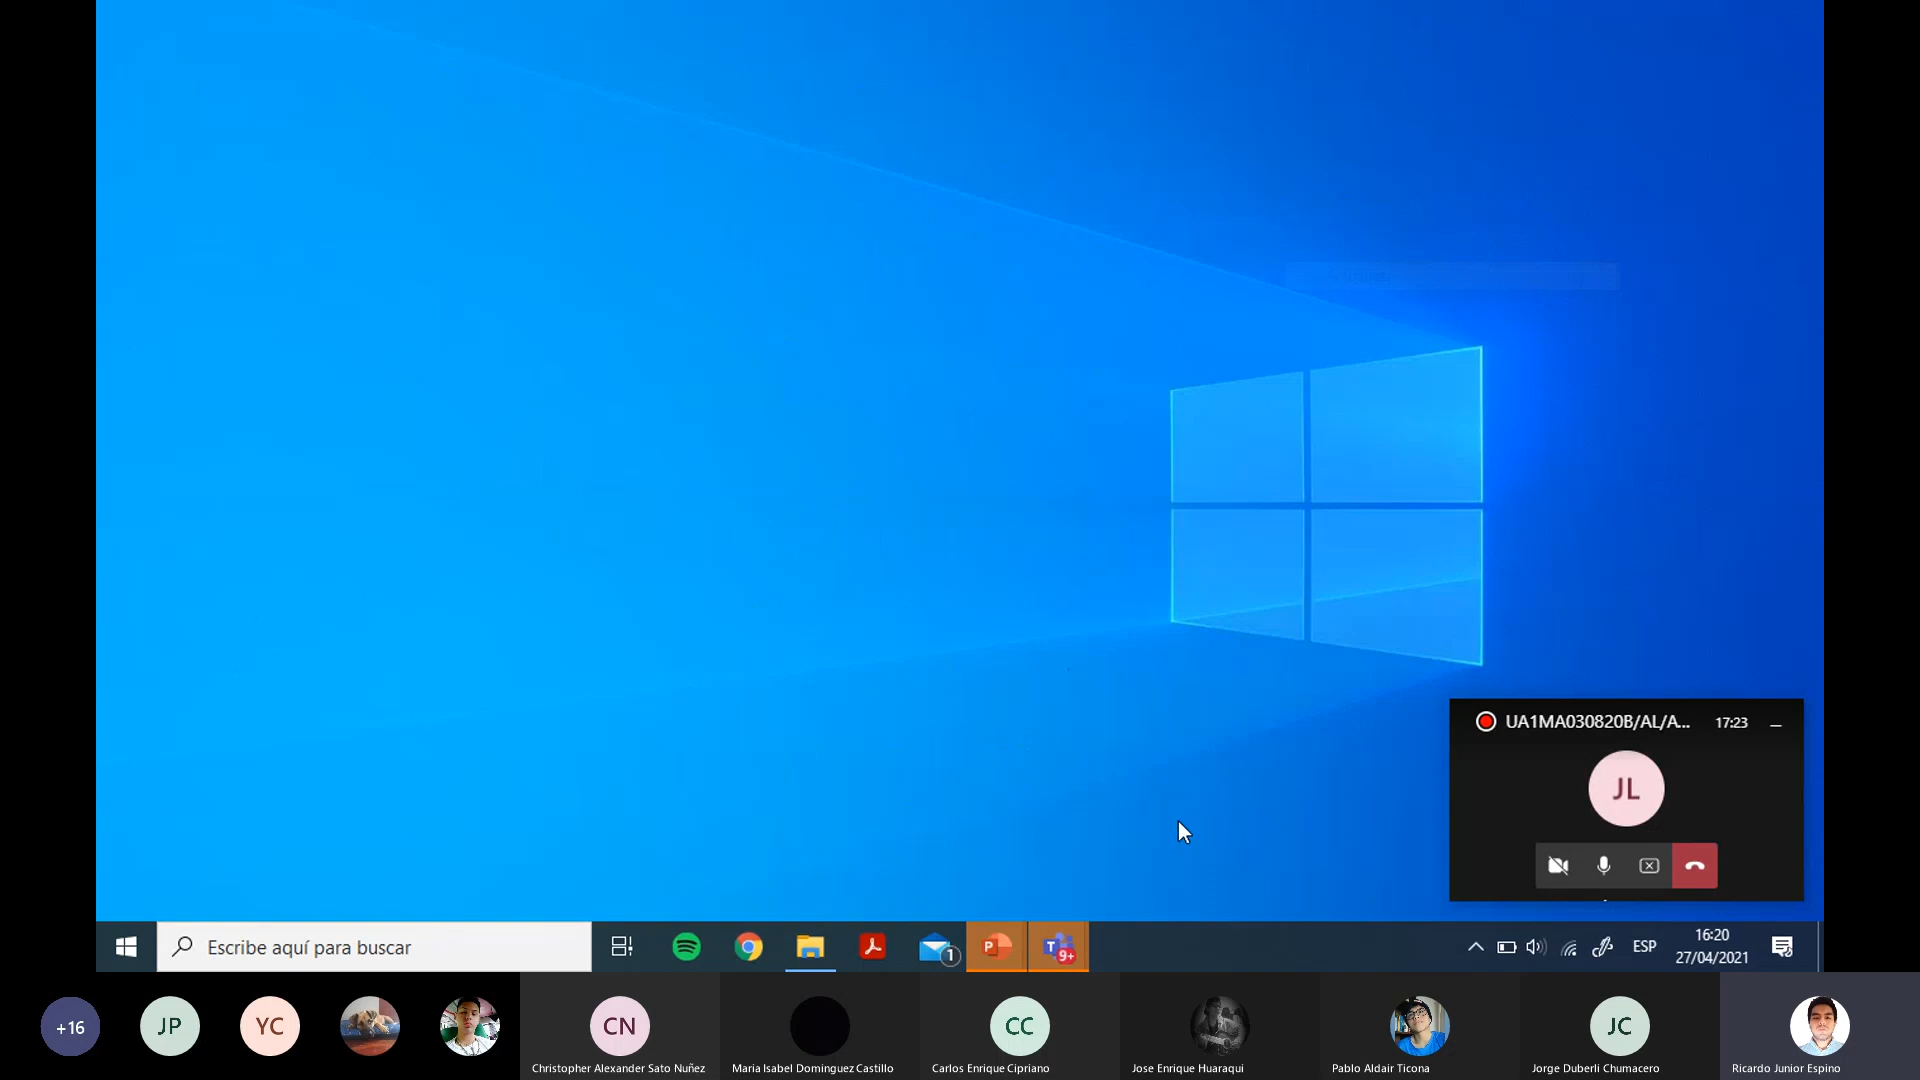 UA1MA030820B/AL/A... 17:23
JL
Escribe aquí para buscar
1
P
T
9+
ESP
16:20
27/04/2021
+16
JP
YC
CN
CC
JC
Christopher Alexander Sato Nuñez
Maria Isabel Dominguez Castillo
Carlos Enrique Cipriano
Jose Enrique Huaraqui
Pablo Aldair Ticona
Jorge Duberli Chumacero
Ricardo Junior Espino